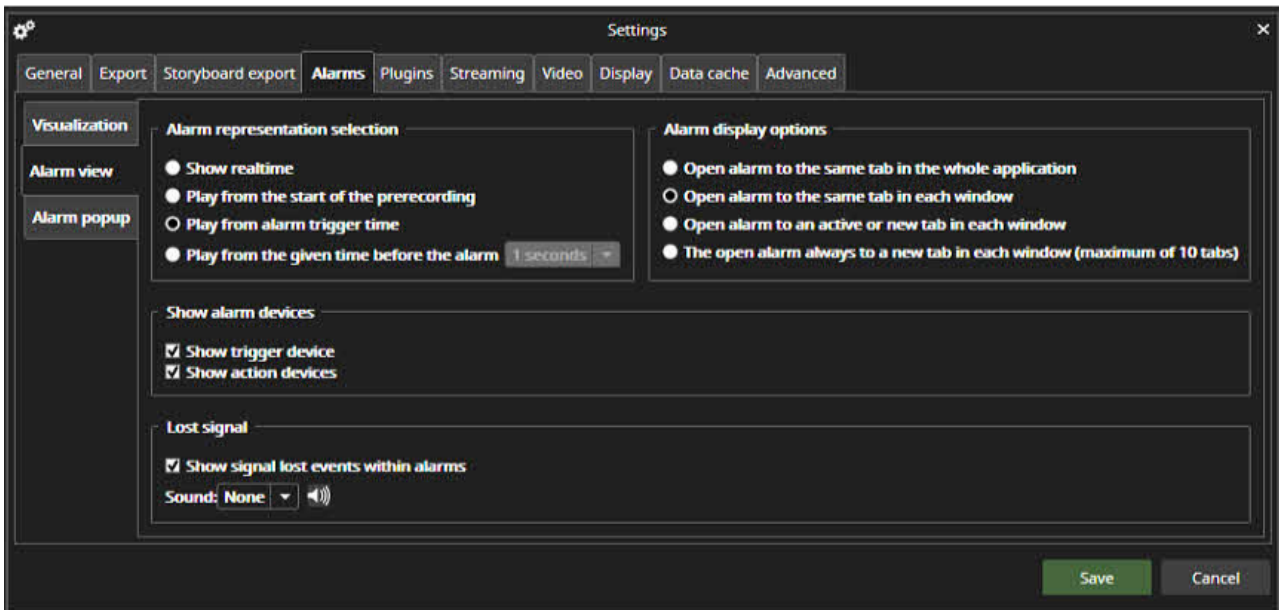 Settings
General Export Storyboard export Alarms Plugins Streaming Video Display Data cache Advanced
Visualization
Alarm view
Alarm popup
Alarm representation selection
Show realtime
Play from the start of the prerecording
Play from alarm trigger time
Play from the given time before the alarm 1 seconds
Alarm display options
Open alarm to the same tab in the whole application
Open alarm to the same tab in each window
Open alarm to an active or new tab in each window
The open alarm always to a new tab in each window (maximum of 10 tabs)
Show alarm devices
Show trigger device
Show action devices
Lost signal
Show signal lost events within alarms
Sound: None
Save Cancel